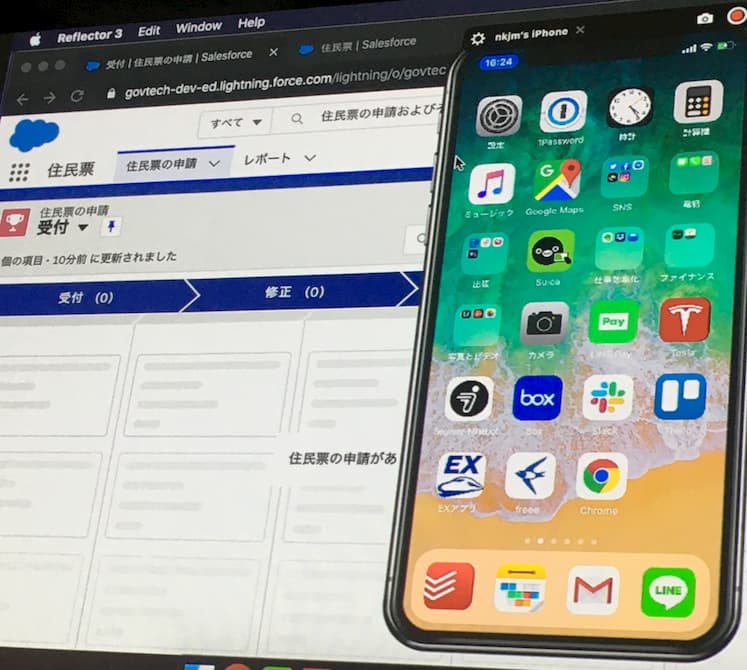 Reflector 3 Edit Window Help
nkjm's iPhone
受付 | 住民票の申請 | Salesforce
住民票 | Salesforce
govtech-dev-ed.lightning.force.com/lightning/o/govtec
すべて
住民票の申請およびそ
住民票
住民票の申請
レポート
住民票の申請
受付
個の項目・10分前 に更新されました
受付 (0)
修正 (0)
住民票の申請があ
16:24
設定
1Password
時計
計算機
ミュージック
Google Maps
SNS
電話
出張
Suica
仕事効率化
ファイナンス
写真とビデオ
カメラ
Pay
LINE Pay
Tesla
box
Box
Slack
EX
EXアプリ
freee
Chrome
LINE